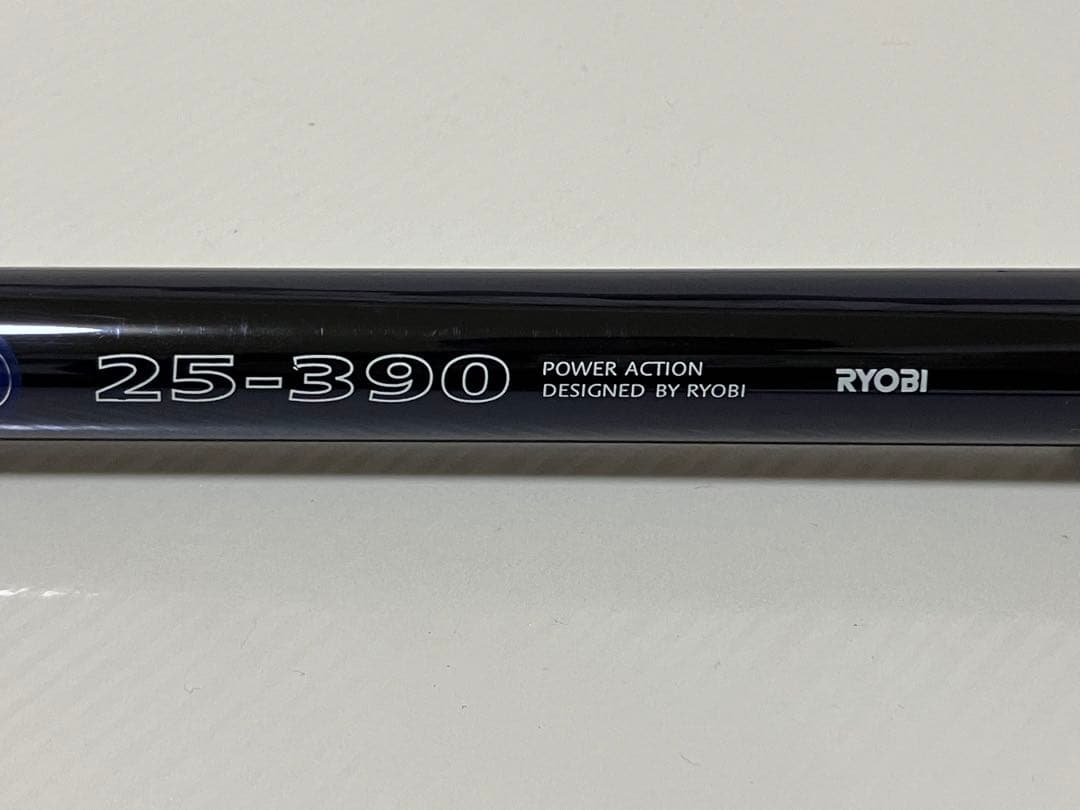 25-390
POWER ACTION
DESIGNED BY RYOBI
RYOBI